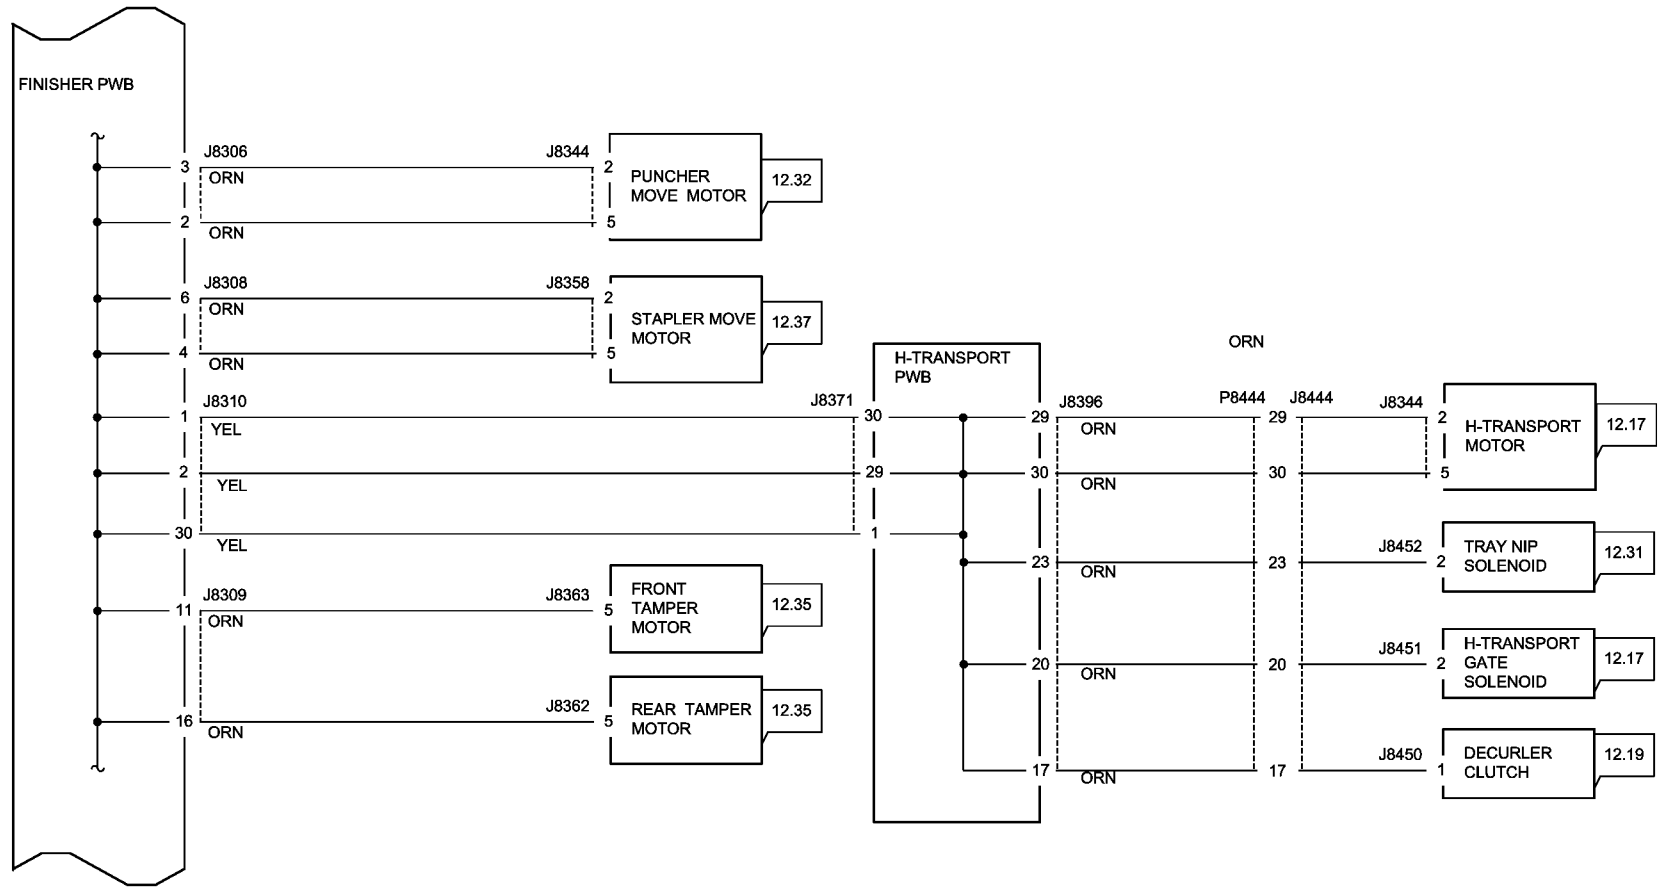 FINISHER PWB
J8306
J8344
3
2
ORN
PUNCHER
MOVE MOTOR
12.32
2
5
ORN
J8308
J8358
6
2
ORN
STAPLER MOVE
MOTOR
12.37
4
5
ORN
ORN
H-TRANSPORT
PWB
J8310
J8371
1
30
29
YEL
J8396
ORN
P8444
J8444
29
J8344
2
H-TRANSPORT
MOTOR
12.17
2
29
30
30
5
YEL
ORN
30
1
YEL
23
23
ORN
J8452
2
TRAY NIP
SOLENOID
12.31
J8309
J8363
11
5
ORN
FRONT
TAMPER
MOTOR
12.35
20
20
ORN
J8451
2
H-TRANSPORT
GATE
SOLENOID
12.17
J8362
16
5
ORN
REAR TAMPER
MOTOR
12.35
17
17
ORN
J8450
1
DECURLER
CLUTCH
12.19